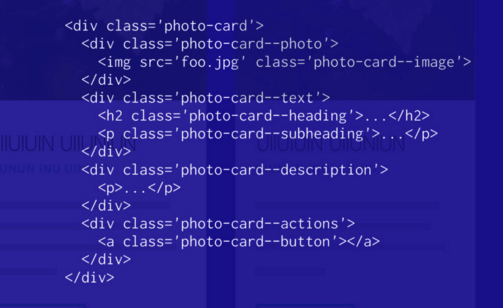 <div class='photo-card'>
<div class='photo-card--photo'>
<img src='foo.jpg' class='photo-card--image'>
</div>
<div class='photo-card--text'>
<h2 class='photo-card--heading'>...</h2>
<p class='photo-card--subheading'>...</p>
</div>
<div class='photo-card--description'>
<p>...</p>
</div>
<div class='photo-card--actions'>
<a class='photo-card--button'></a>
</div>
</div>